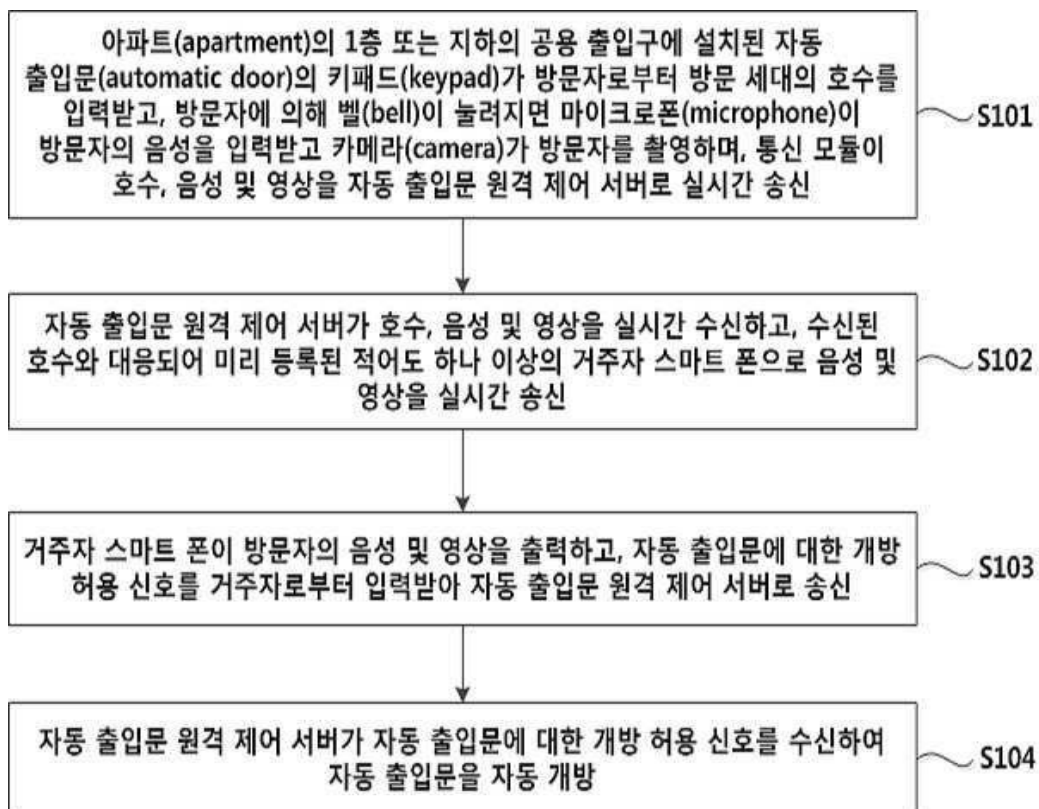 아파트(apartment)의 1층 또는 지하의 공용 출입구에 설치된 자동
출입문(automatic door)의 키패드(keypad)가 방문자로부터 방문 세대의 호수를
입력받고, 방문자에 의해 벨(bell)이 눌려지면 마이크로폰(microphone)이
방문자의 음성을 입력받고 카메라(camera)가 방문자를 촬영하며, 통신 모듈이
호수, 음성 및 영상을 자동 출입문 원격 제어 서버로 실시간 송신
S101
자동 출입문 원격 제어 서버가 호수, 음성 및 영상을 실시간 수신하고, 수신된
호수와 대응되어 미리 등록된 적어도 하나 이상의 거주자 스마트 폰으로 음성 및
영상을 실시간 송신
S102
거주자 스마트 폰이 방문자의 음성 및 영상을 출력하고, 자동 출입문에 대한 개방
허용 신호를 거주자로부터 입력받아 자동 출입문 원격 제어 서버로 송신
S103
자동 출입문 원격 제어 서버가 자동 출입문에 대한 개방 허용 신호를 수신하여
자동 출입문을 자동 개방
S104